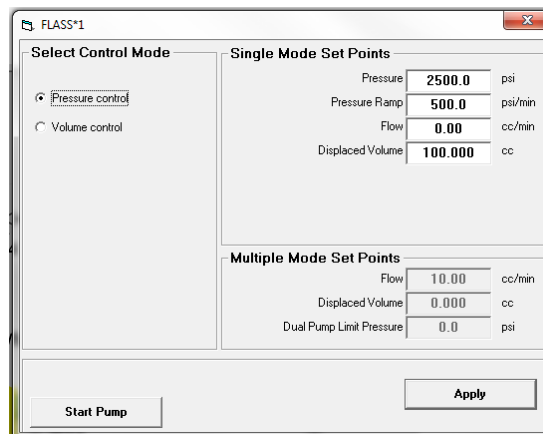 FLASS*1
Select Control Mode
Pressure control
Volume control
Single Mode Set Points
Pressure 2500.0 psi
Pressure Ramp 500.0 psi/min
Flow 0.00 cc/min
Displaced Volume 100.000 cc
Multiple Mode Set Points
Flow 10.00 cc/min
Displaced Volume 0.000 cc
Dual Pump Limit Pressure 0.0 psi
Start Pump
Apply